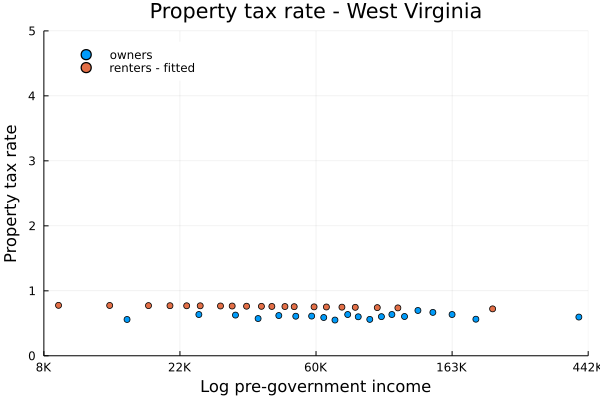 Property tax rate - West Virginia
owners
renters - fitted
Property tax rate
5
4
3
2
1
0
8K 22K 60K 163K 442K
Log pre-government income